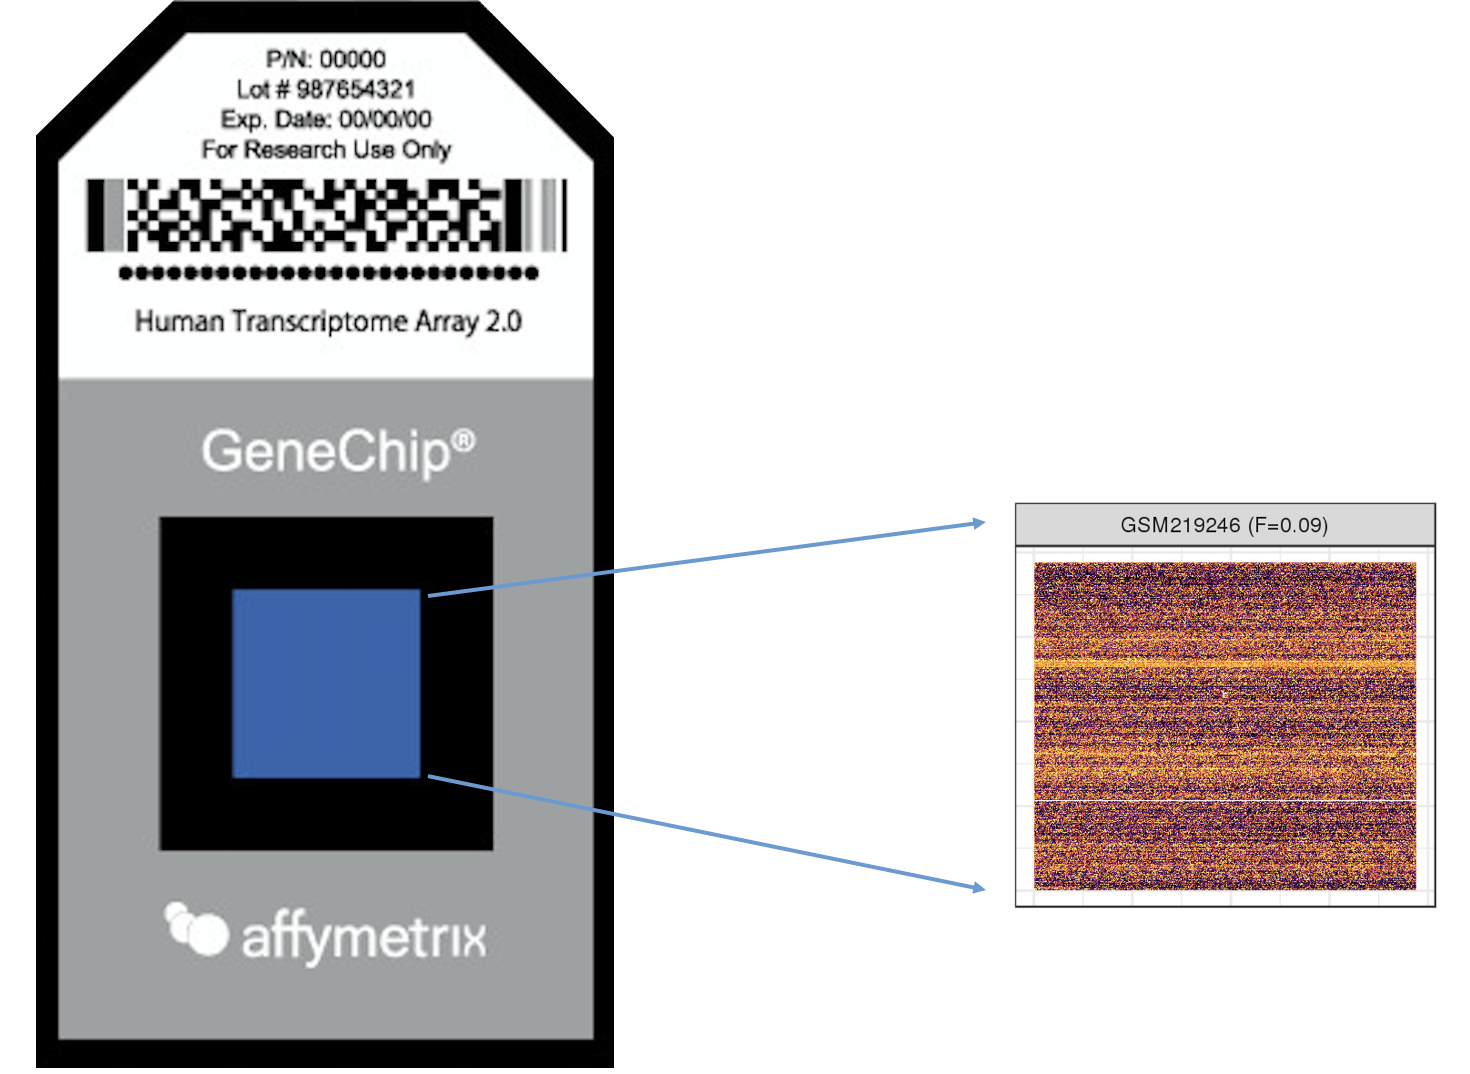 P/N: 00000
Lot # 987654321
Exp. Date: 00/00/00
For Research Use Only
Human Transcriptome Array 2.0
GeneChip®
affymetrix
GSM219246 (F=0.09)